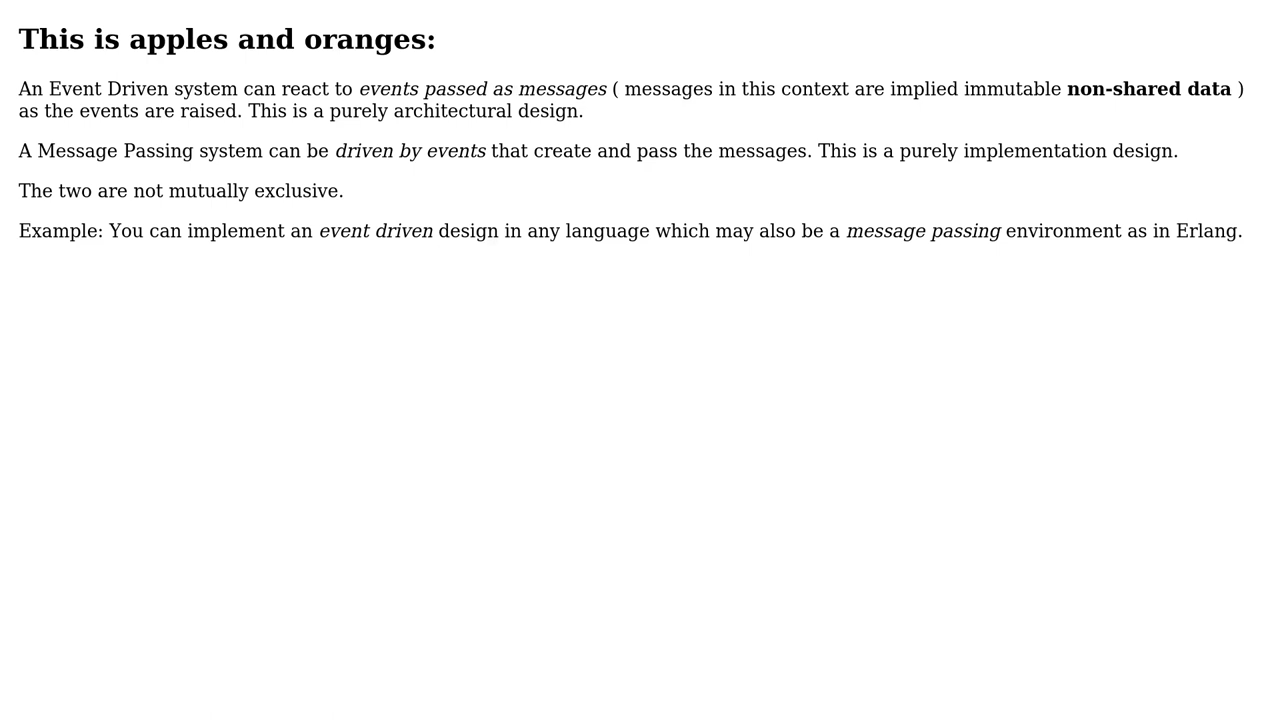 This is apples and oranges:
An Event Driven system can react to events passed as messages ( messages in this context are implied immutable non-shared data )
as the events are raised. This is a purely architectural design.
A Message Passing system can be driven by events that create and pass the messages. This is a purely implementation design.
The two are not mutually exclusive.
Example: You can implement an event driven design in any language which may also be a message passing environment as in Erlang.